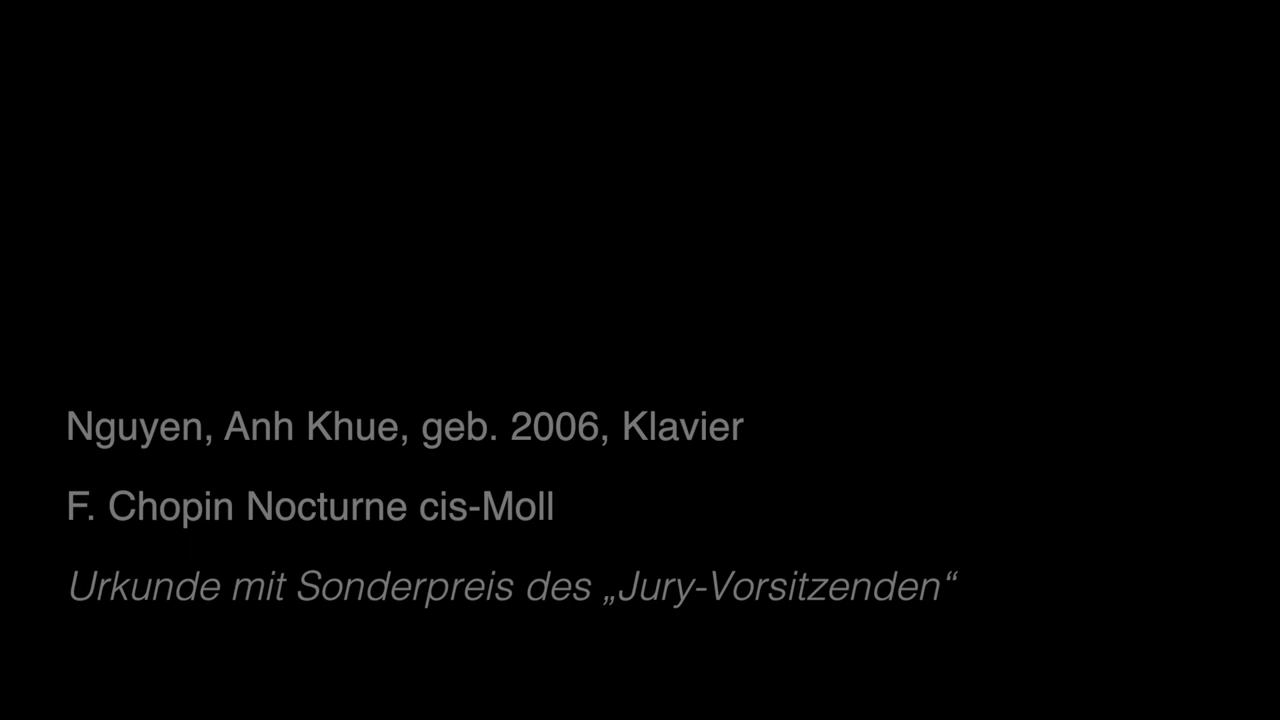 Nguyen, Anh Khue, geb. 2006, Klavier
F. Chopin Nocturne cis-Moll
Urkunde mit Sonderpreis des „Jury-Vorsitzenden“